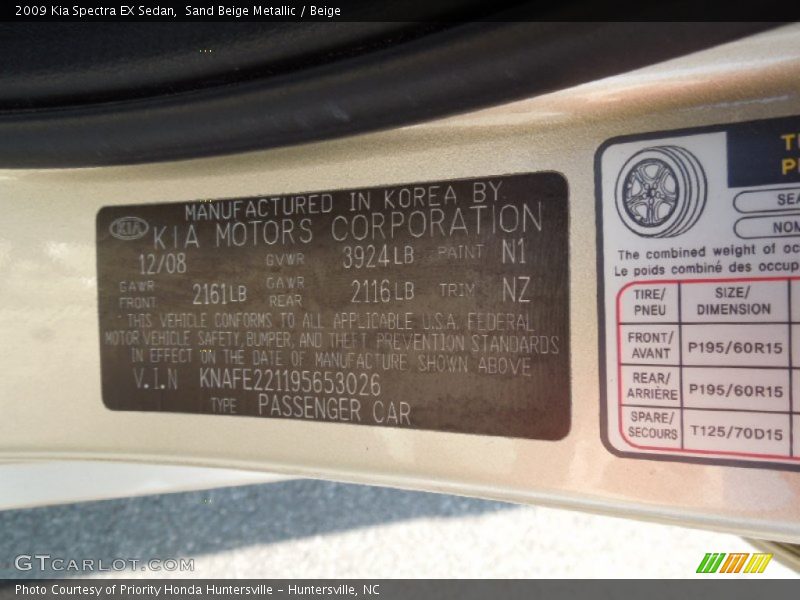 2009 Kia Spectra EX Sedan, Sand Beige Metallic / Beige
MANUFACTURED IN KOREA BY
KIA KIA MOTORS CORPORATION
12/08 GVWR 3924LB PAINT N1
GAWR FRONT 2161LB GAWR REAR 2116LB TRIM NZ
THIS VEHICLE CONFORMS TO ALL APPLICABLE U.S.A. FEDERAL
MOTOR VEHICLE SAFETY, BUMPER, AND THEFT PREVENTION STANDARDS
IN EFFECT ON THE DATE OF MANUFACTURE SHOWN ABOVE
V.I.N KNAFE221195653026
TYPE PASSENGER CAR
SEA
NOM
The combined weight of occ
Le poids combiné des occup
TIRE/ PNEU SIZE/ DIMENSION
FRONT/ AVANT P195/60R15
REAR/ ARRIÈRE P195/60R15
SPARE/ SECOURS T125/70D15
GTCARLOT.COM
Photo Courtesy of Priority Honda Huntersville - Huntersville, NC